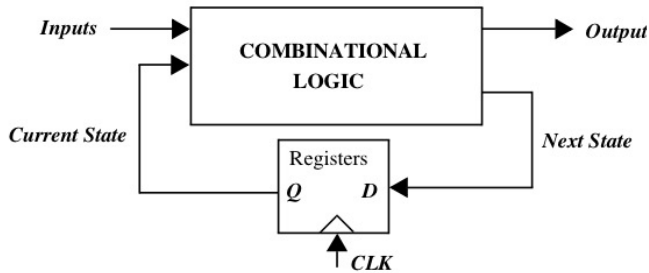 Inputs
COMBINATIONAL
LOGIC
Output
Current State
Next State
Registers
Q D
CLK